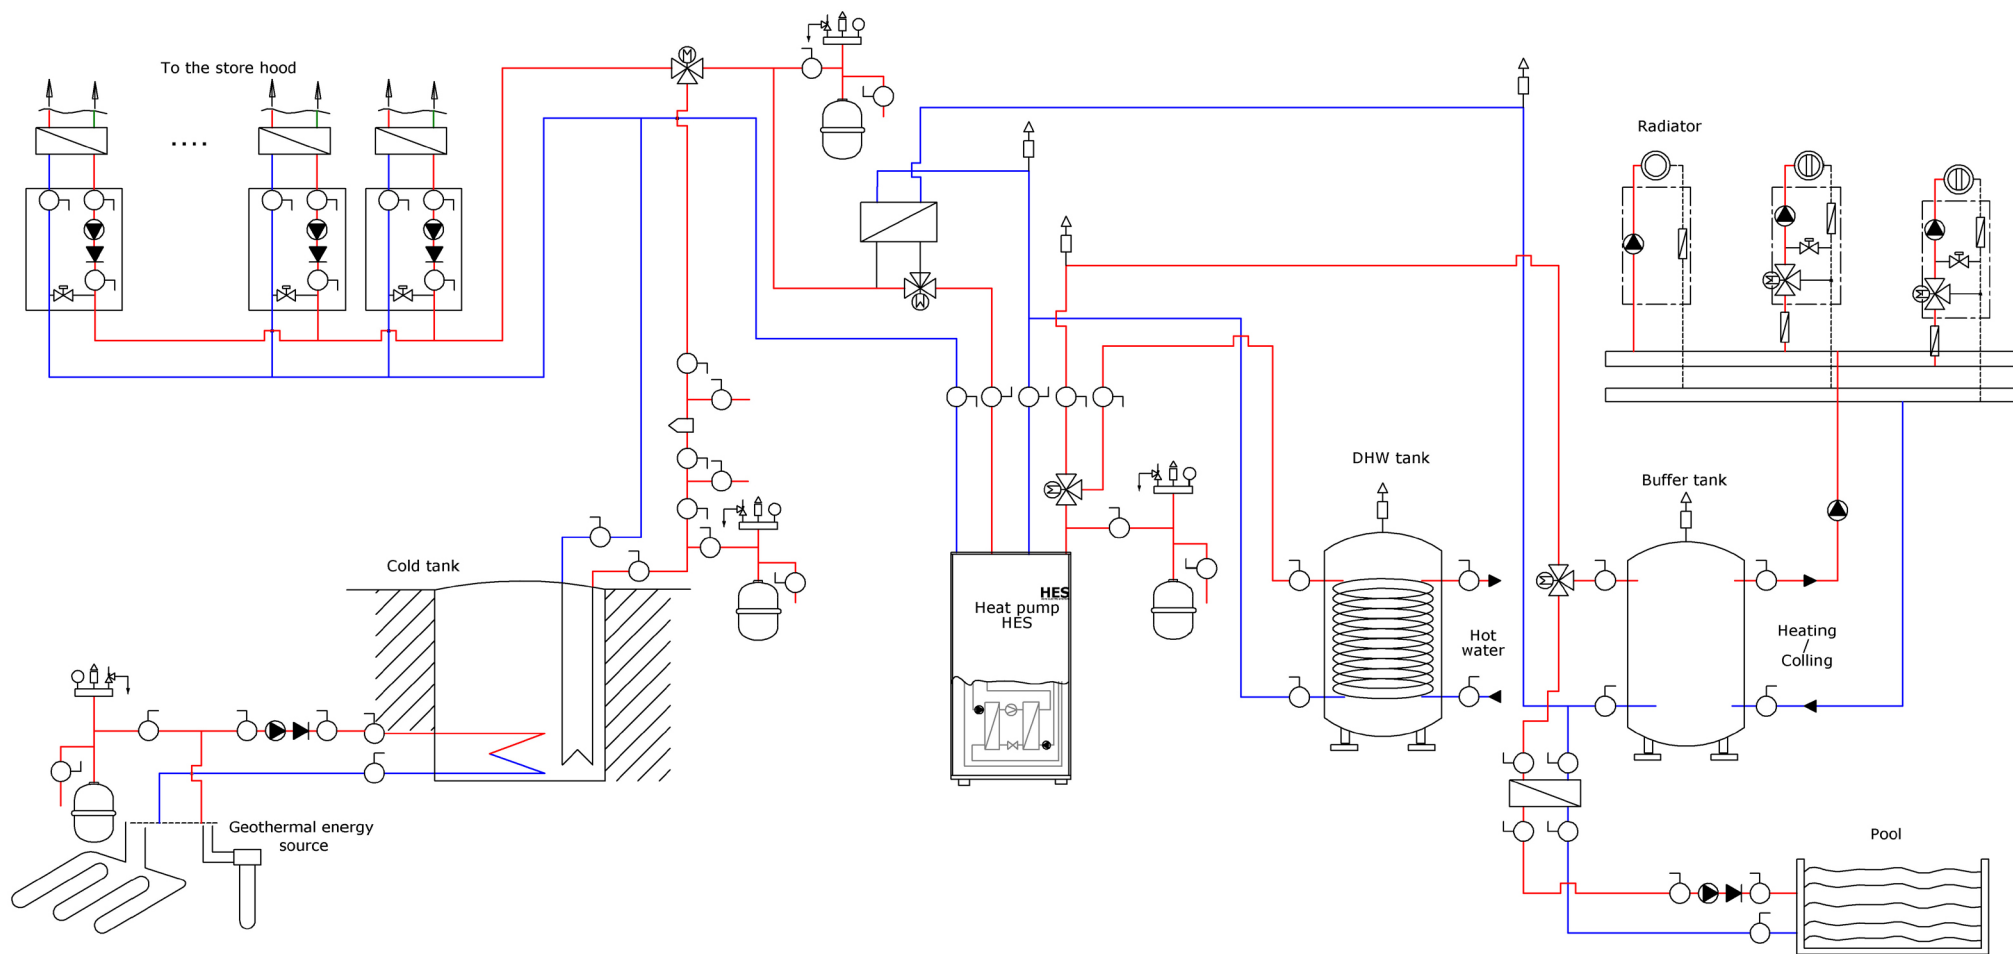 To the store hood
....
M
Radiator
M
M
M
M
DHW tank
Buffer tank
Cold tank
HES
Heat pump
HES
M
M
Hot
water
Heating
/
Colling
Geothermal energy
source
Pool